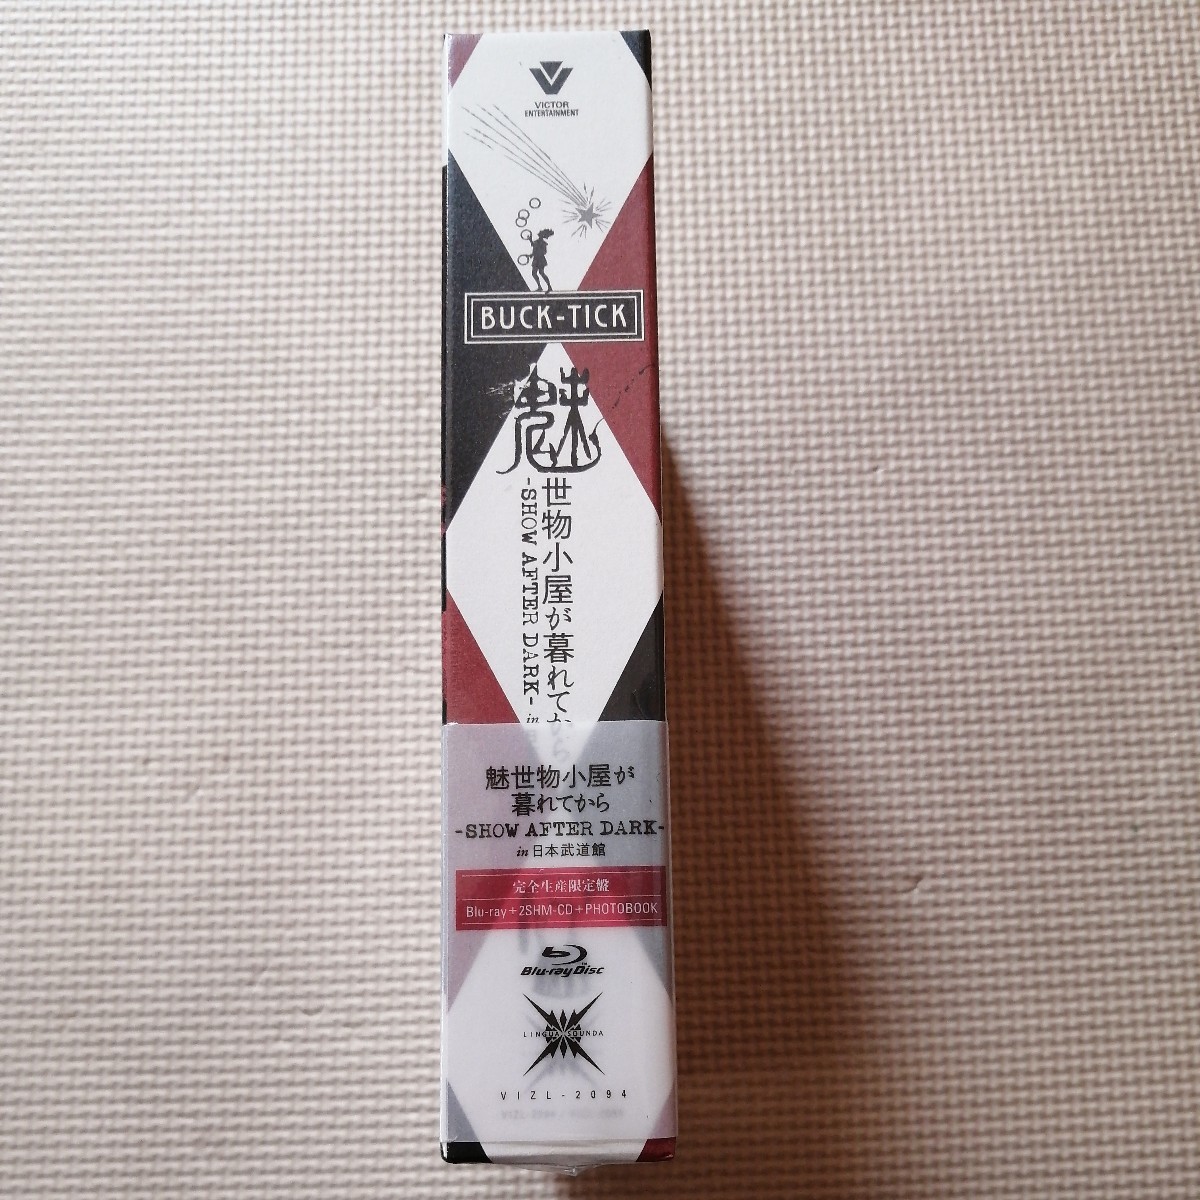 VICTOR
ENTERTAINMENT
BUCK-TICK
魅
世物小屋が暮れてから
-SHOW AFTER DARK- in
魅世物小屋が
暮れてから
-SHOW AFTER DARK-
in 日本武道館
完全生産限定盤
Blu-ray+2SHM-CD+PHOTOBOOK
Blu-ray Disc
LINGUA SOUNDA
VIZL-2094